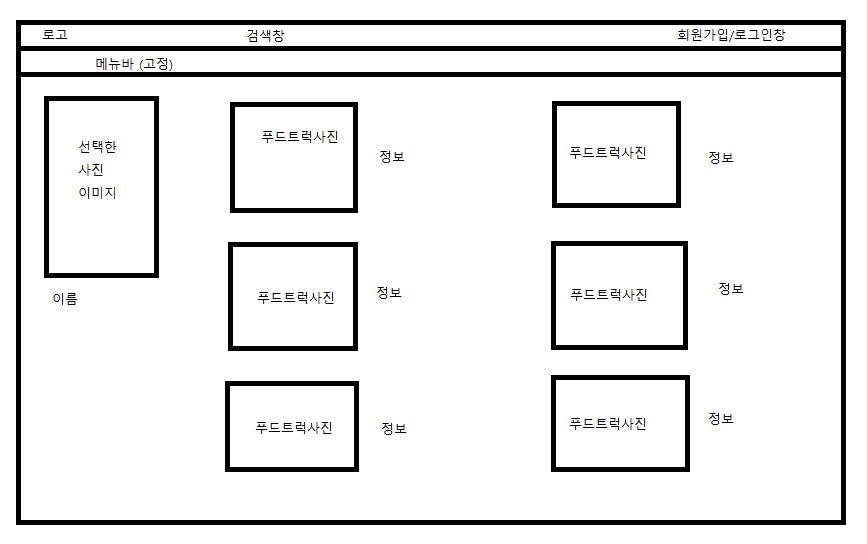 로고
검색창
회원가입/로그인창
메뉴바 (고정)
선택한
사진
이미지
이름
푸드트럭사진
정보
푸드트럭사진
정보
푸드트럭사진
정보
푸드트럭사진
정보
푸드트럭사진
정보
푸드트럭사진
정보